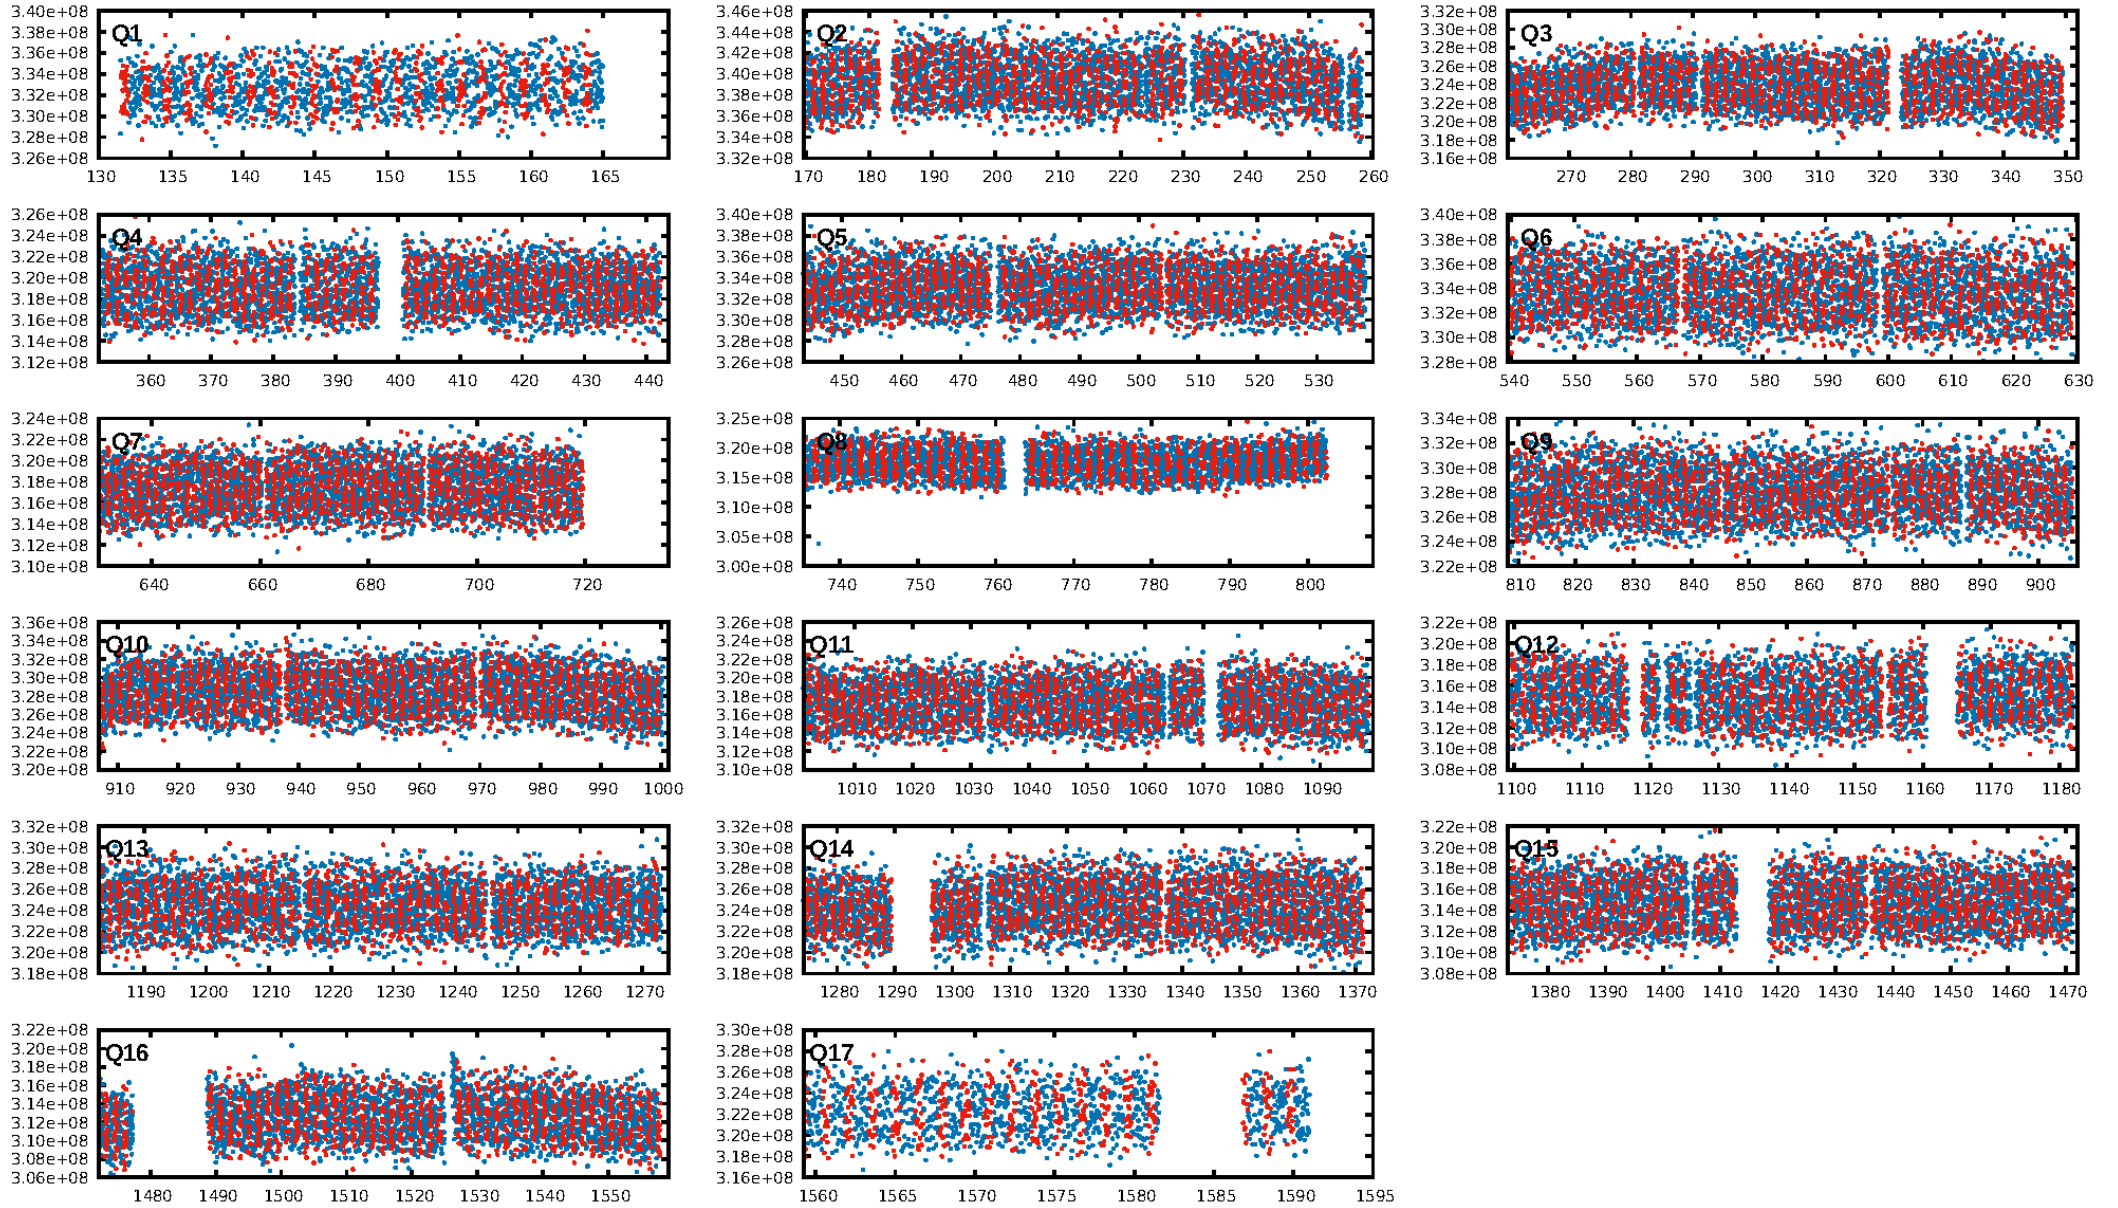 3.40e+08 3.38e+08 3.36e+08 3.34e+08 3.32e+08 3.30e+08 3.28e+08 3.26e+08
Q1
130 135 140 145 150 155 160 165
3.46e+08 3.44e+08 3.42e+08 3.40e+08 3.38e+08 3.36e+08 3.34e+08 3.32e+08
Q2
170 180 190 200 210 220 230 240 250 260
3.32e+08 3.30e+08 3.28e+08 3.26e+08 3.24e+08 3.22e+08 3.20e+08 3.18e+08 3.16e+08
Q3
270 280 290 300 310 320 330 340 350
3.26e+08 3.24e+08 3.22e+08 3.20e+08 3.18e+08 3.16e+08 3.14e+08 3.12e+08
Q4
360 370 380 390 400 410 420 430 440
3.40e+08 3.38e+08 3.36e+08 3.34e+08 3.32e+08 3.30e+08 3.28e+08 3.26e+08
Q5
450 460 470 480 490 500 510 520 530
3.40e+08 3.38e+08 3.36e+08 3.34e+08 3.32e+08 3.30e+08 3.28e+08
Q6
540 550 560 570 580 590 600 610 620 630
3.24e+08 3.22e+08 3.20e+08 3.18e+08 3.16e+08 3.14e+08 3.12e+08 3.10e+08
Q7
640 660 680 700 720
3.25e+08 3.20e+08 3.15e+08 3.10e+08 3.05e+08 3.00e+08
Q8
740 750 760 770 780 790 800
3.34e+08 3.32e+08 3.30e+08 3.28e+08 3.26e+08 3.24e+08 3.22e+08
Q9
810 820 830 840 850 860 870 880 890 900
3.36e+08 3.34e+08 3.32e+08 3.30e+08 3.28e+08 3.26e+08 3.24e+08 3.22e+08 3.20e+08
Q10
910 920 930 940 950 960 970 980 990 1000
3.26e+08 3.24e+08 3.22e+08 3.20e+08 3.18e+08 3.16e+08 3.14e+08 3.12e+08 3.10e+08
Q11
1010 1020 1030 1040 1050 1060 1070 1080 1090
3.22e+08 3.20e+08 3.18e+08 3.16e+08 3.14e+08 3.12e+08 3.10e+08 3.08e+08
Q12
1100 1110 1120 1130 1140 1150 1160 1170 1180
3.32e+08 3.30e+08 3.28e+08 3.26e+08 3.24e+08 3.22e+08 3.20e+08 3.18e+08
Q13
1190 1200 1210 1220 1230 1240 1250 1260 1270
3.32e+08 3.30e+08 3.28e+08 3.26e+08 3.24e+08 3.22e+08 3.20e+08 3.18e+08
Q14
1280 1290 1300 1310 1320 1330 1340 1350 1360 1370
3.22e+08 3.20e+08 3.18e+08 3.16e+08 3.14e+08 3.12e+08 3.10e+08 3.08e+08
Q15
1380 1390 1400 1410 1420 1430 1440 1450 1460 1470
3.22e+08 3.20e+08 3.18e+08 3.16e+08 3.14e+08 3.12e+08 3.10e+08 3.08e+08 3.06e+08
Q16
1480 1490 1500 1510 1520 1530 1540 1550
3.30e+08 3.28e+08 3.26e+08 3.24e+08 3.22e+08 3.20e+08 3.18e+08 3.16e+08
Q17
1560 1565 1570 1575 1580 1585 1590 1595